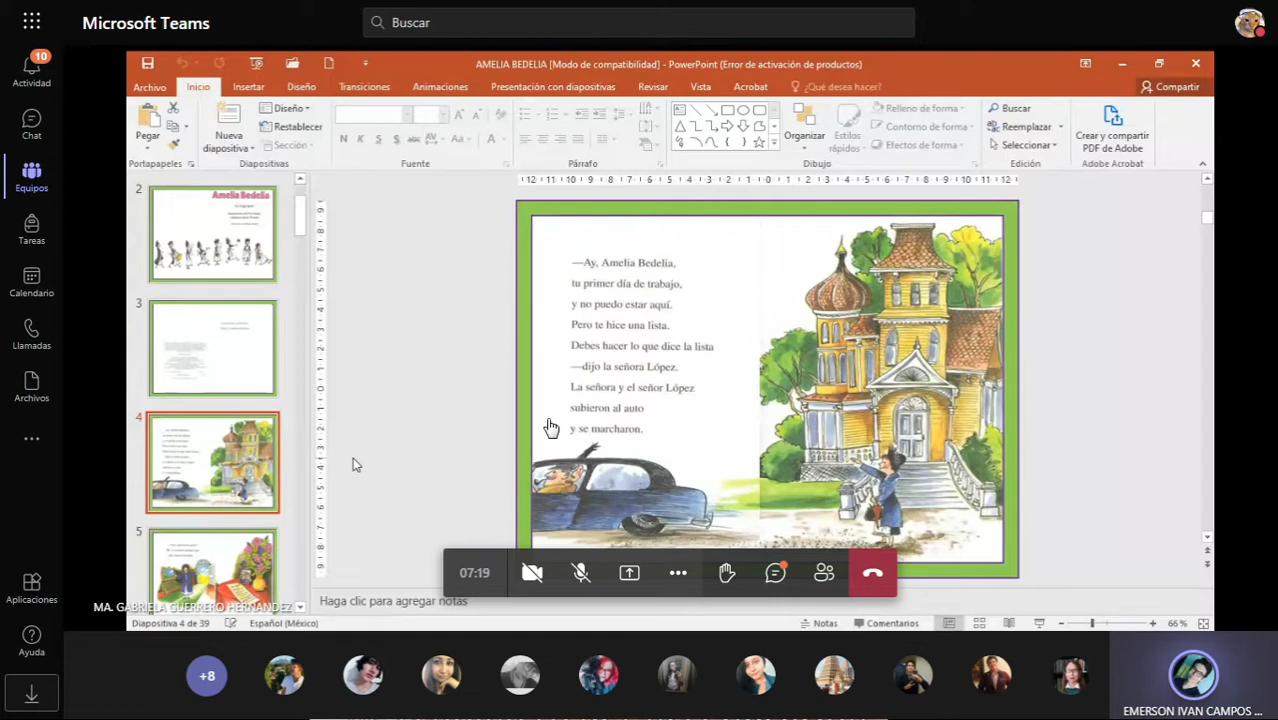 Microsoft Teams
Buscar
10
Actividad
Chat
Equipos
Tareas
Calendario
Llamadas
Archivos
Aplicaciones
Ayuda
AMELIA BEDELIA [Modo de compatibilidad] - PowerPoint (Error de activación de productos)
Archivo Inicio Insertar Diseño Transiciones Animaciones Presentación con diapositivas Revisar Vista Acrobat ¿Qué desea hacer? Compartir
Pegar
Nueva diapositiva
Diseño
Restablecer
Sección
N K S S abc AV Aa A
Organizar
Estilos rápidos
Relleno de forma
Contorno de forma
Efectos de forma
Buscar
Reemplazar
Seleccionar
Crear y compartir PDF de Adobe
Portapapeles Diapositivas Fuente Párrafo Dibujo Edición Adobe Acrobat
2
Amelia Bedelia
3
4
5
—Ay, Amelia Bedelia,
tu primer día de trabajo,
y no puedo estar aquí.
Pero te hice una lista.
Debes hacer lo que dice la lista
—dijo la señora López.
La señora y el señor López
subieron al auto
y se marcharon.
07:19
Haga clic para agregar notas
MA. GABRIELA GUERRERO HERNANDEZ
Diapositiva 4 de 39 Español (México) Notas Comentarios 66 %
+8
EMERSON IVAN CAMPOS ...